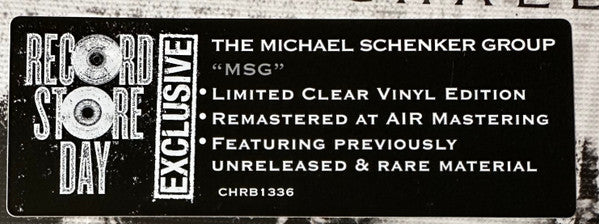 RECORD
STORE
DAY
EXCLUSIVE
THE MICHAEL SCHENKER GROUP
"MSG"
• LIMITED CLEAR VINYL EDITION
• REMASTERED AT AIR MASTERING
• FEATURING PREVIOUSLY
UNRELEASED & RARE MATERIAL
CHRB1336